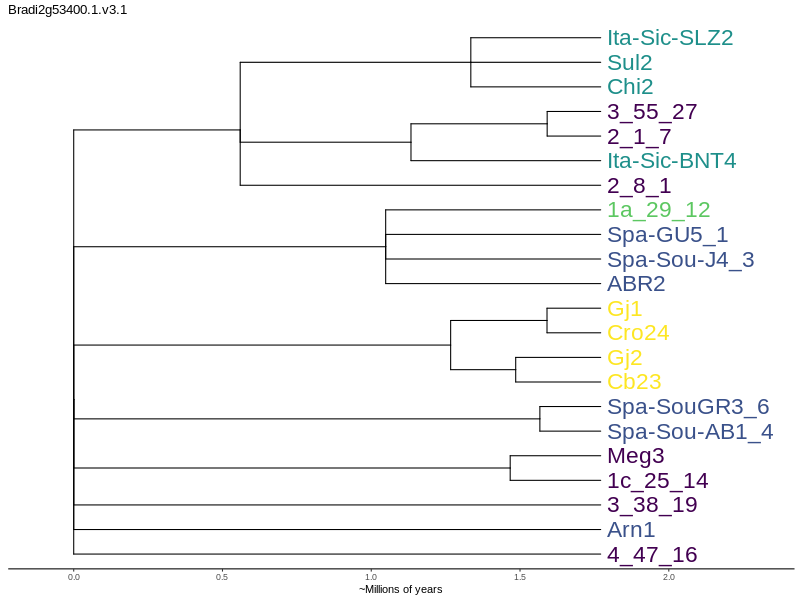 Bradi2g53400.1.v3.1
Ita-Sic-SLZ2
Sul2
Chi2
3_55_27
2_1_7
Ita-Sic-BNT4
2_8_1
1a_29_12
Spa-GU5_1
Spa-Sou-J4_3
ABR2
Gj1
Cro24
Gj2
Cb23
Spa-SouGR3_6
Spa-Sou-AB1_4
Meg3
1c_25_14
3_38_19
Arn1
4_47_16
0.0 0.5 1.0 1.5 2.0
~Millions of years